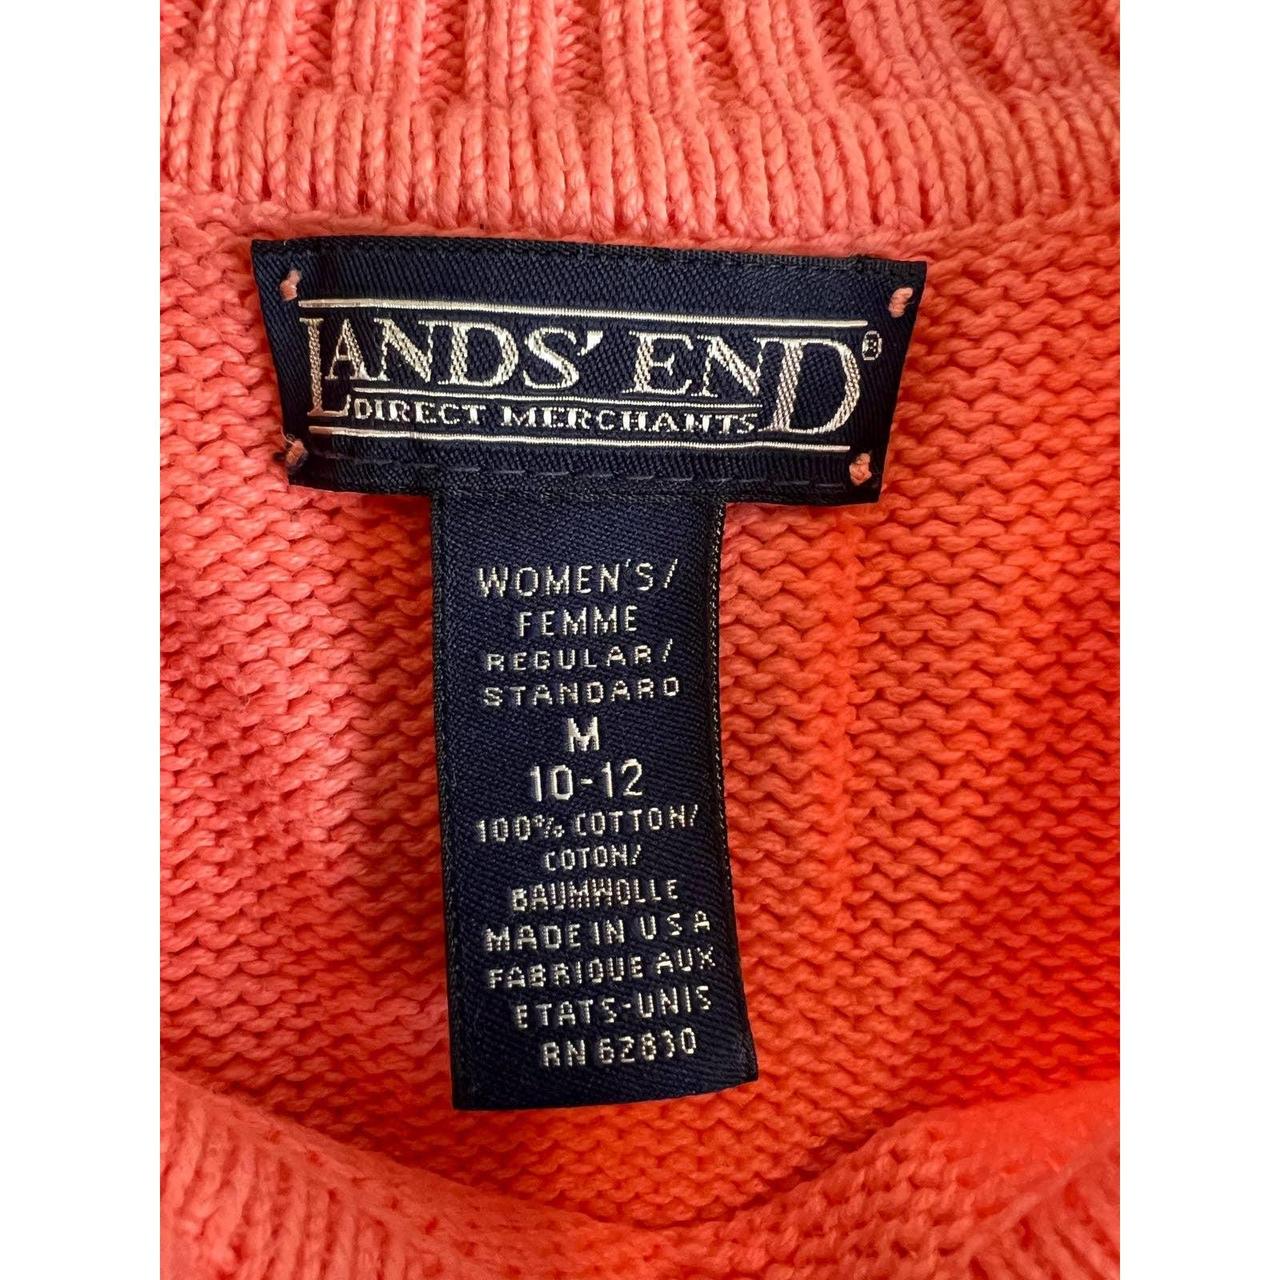 LANDS' END®
DIRECT MERCHANTS
WOMEN'S/
FEMME
REGULAR/
STANDARD
M
10-12
100% COTTON/
COTON/
BAUMWOLLE
MADE IN USA
FABRIQUE AUX
ETATS-UNIS
RN 62830